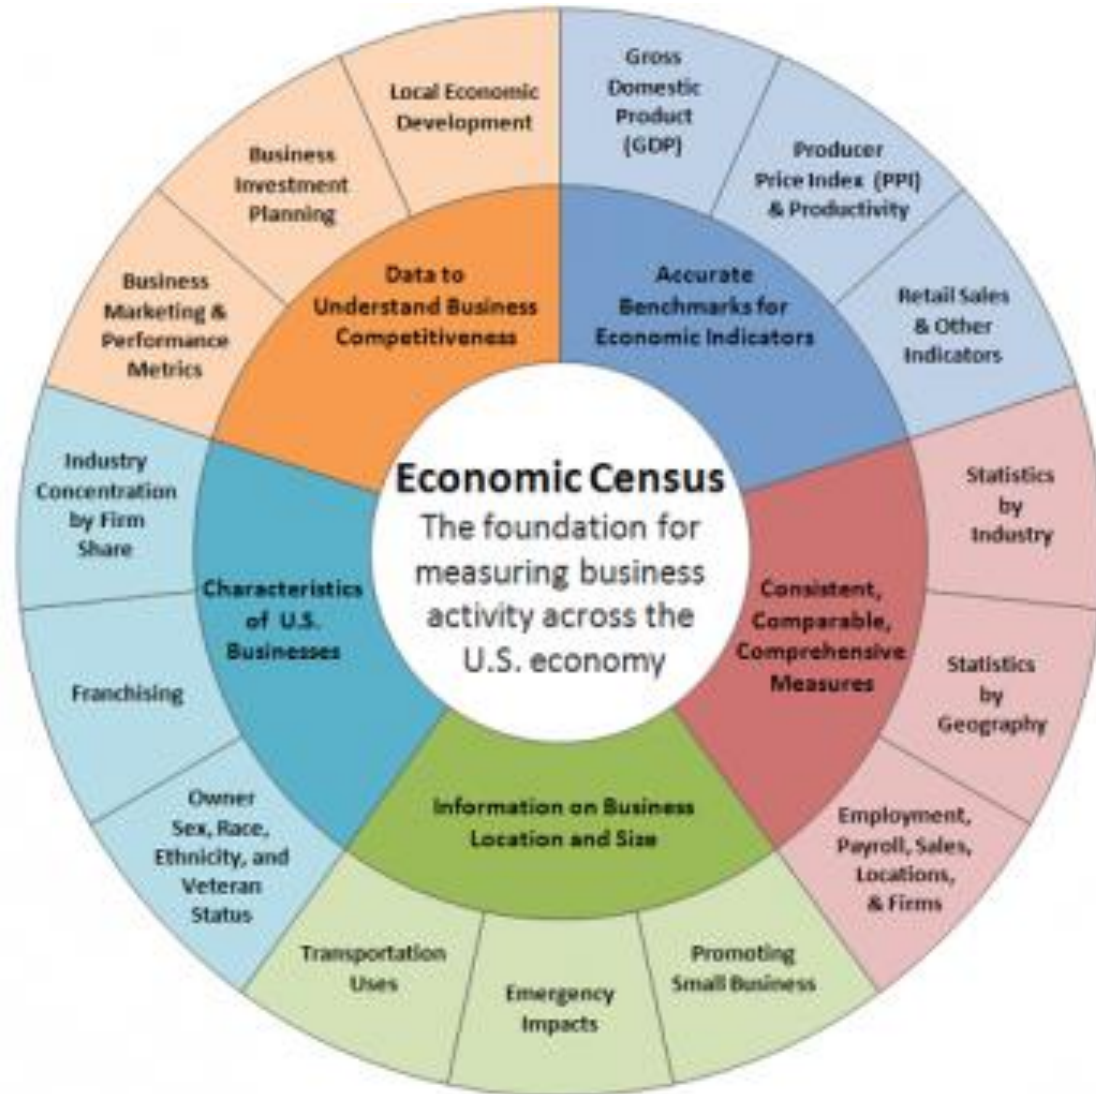 Economic Census
The foundation for
measuring business
activity across the
U.S. economy
Accurate
Benchmarks for
Economic Indicators
Gross
Domestic
Product
(GDP)
Producer
Price Index (PPI)
& Productivity
Retail Sales
& Other
Indicators
Consistent,
Comparable,
Comprehensive
Measures
Statistics
by
Industry
Statistics
by
Geography
Employment,
Payroll, Sales,
Locations,
& Firms
Information on Business
Location and Size
Promoting
Small Business
Emergency
Impacts
Transportation
Uses
Characteristics
of U.S.
Businesses
Owner
Sex, Race,
Ethnicity, and
Veteran
Status
Franchising
Industry
Concentration
by Firm
Share
Data to
Understand Business
Competitiveness
Business
Marketing &
Performance
Metrics
Business
Investment
Planning
Local Economic
Development